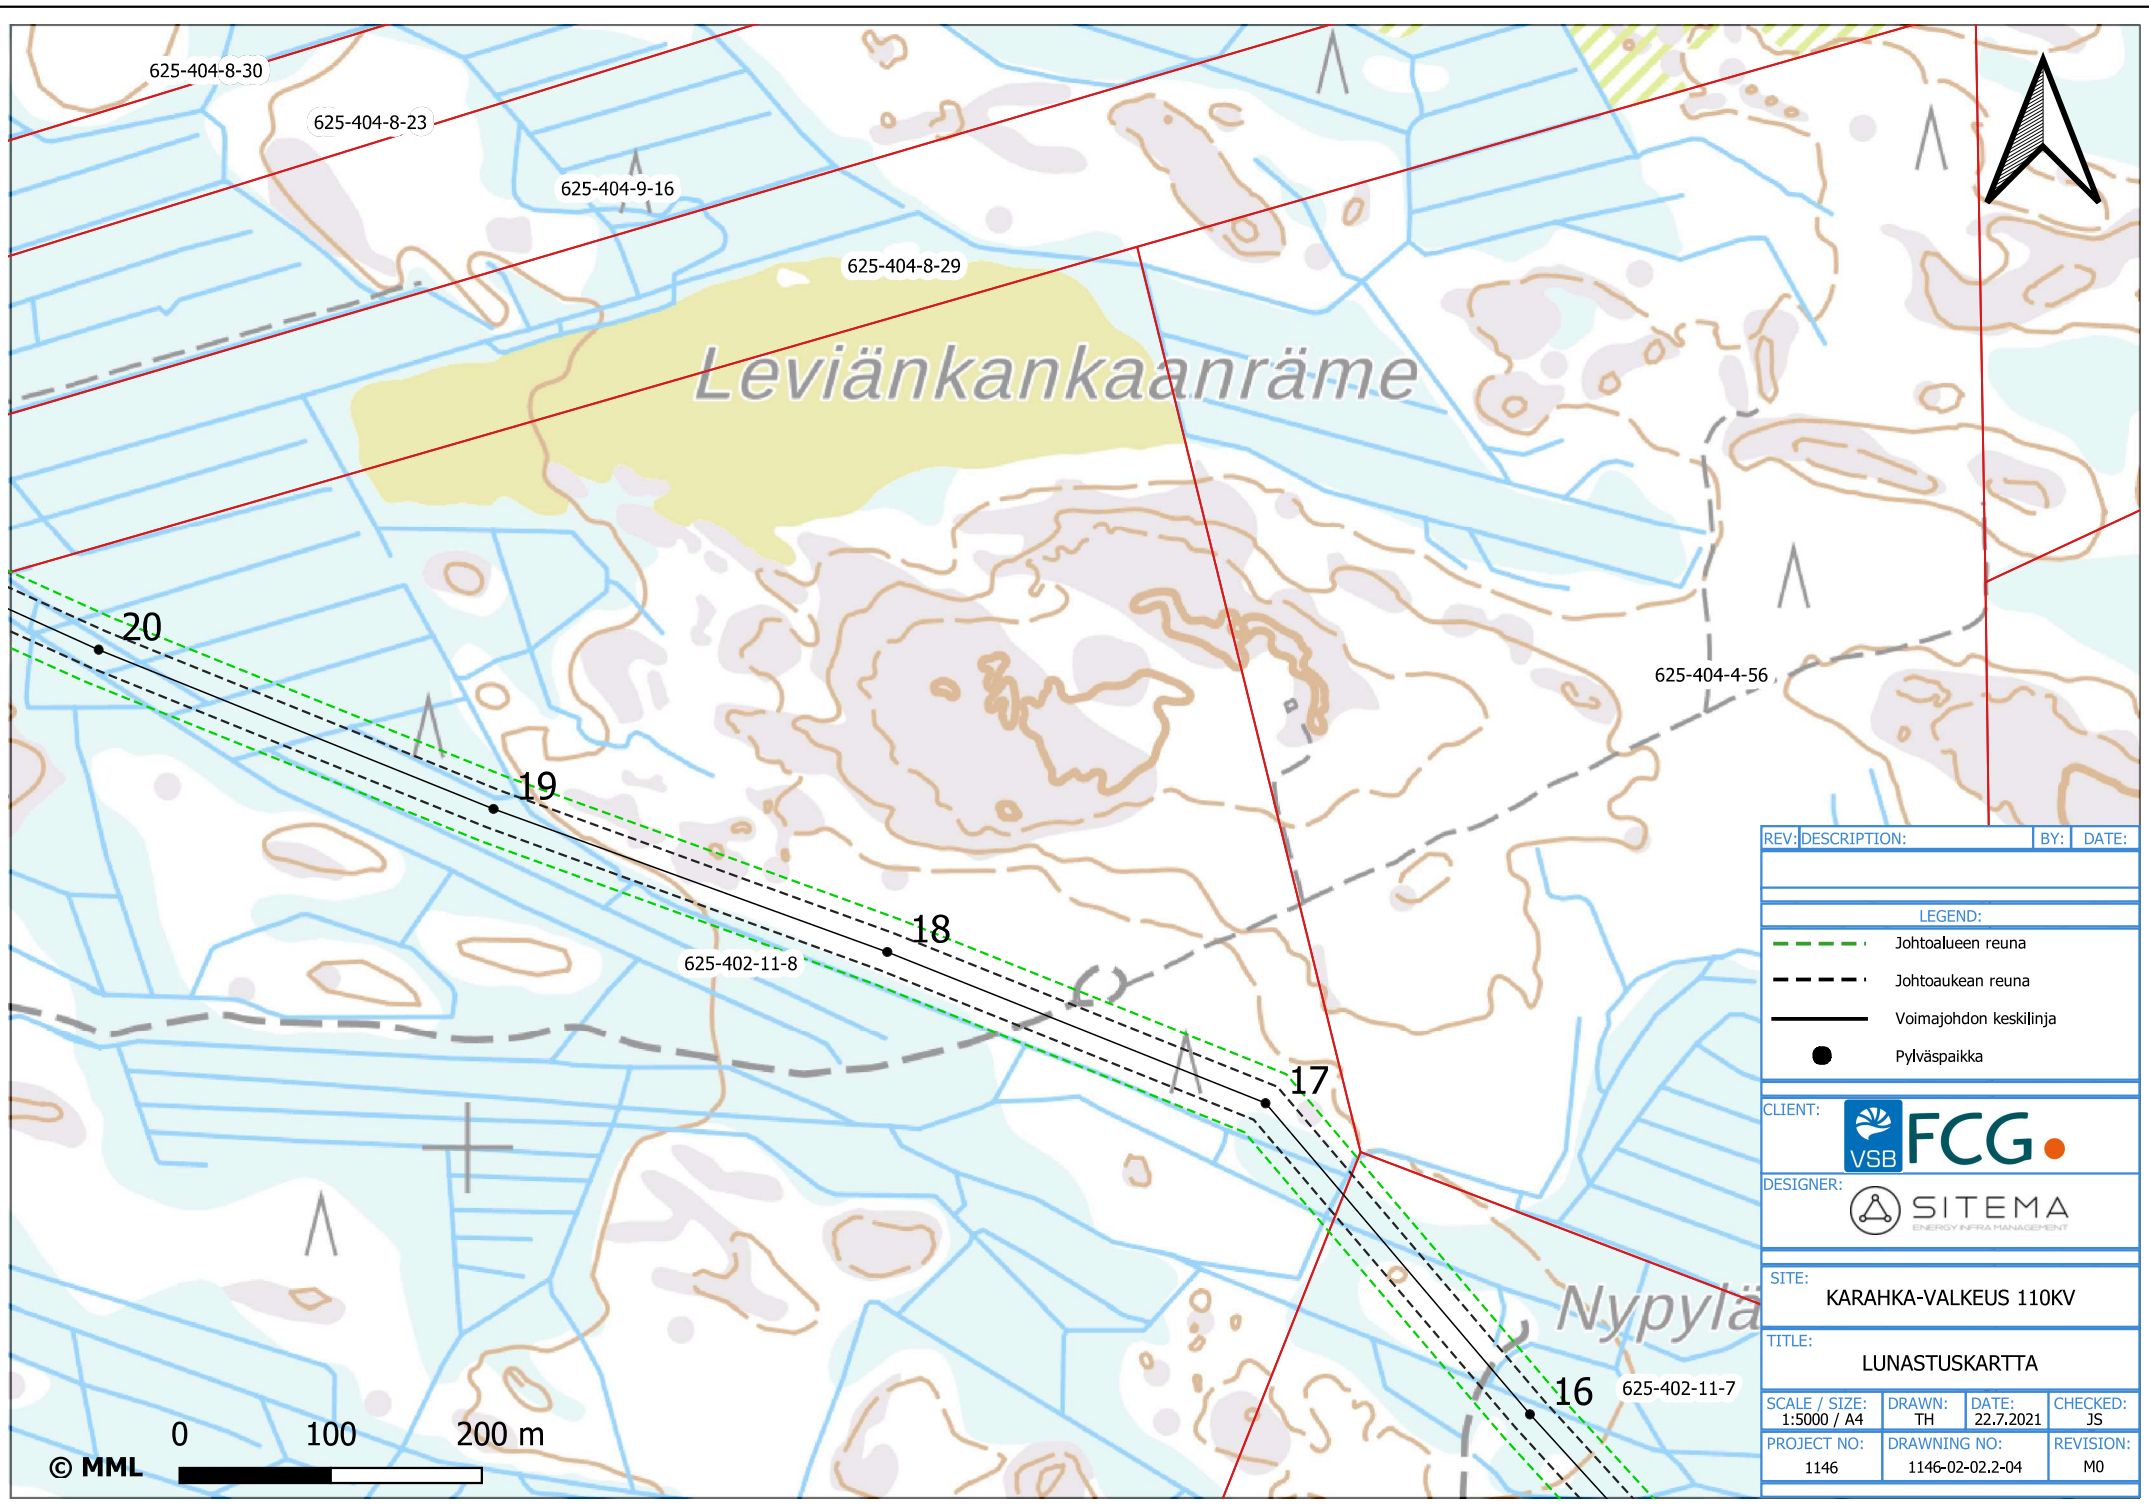 625-404-8-30
625-404-8-23
625-404-9-16
625-404-8-29
Leviänkankaanräme
20
625-404-4-56
19
18
625-402-11-8
17
Nypylä
16
625-402-11-7
0 100 200 m
© MML
REV: DESCRIPTION: BY: DATE:
LEGEND:
Johtoalueen reuna
Johtoaukean reuna
Voimajohdon keskilinja
Pylväspaikka
CLIENT:
VSB FCG
DESIGNER:
SITEMA
ENERGY INFRA MANAGEMENT
SITE:
KARAHKA-VALKEUS 110KV
TITLE:
LUNASTUSKARTTA
SCALE / SIZE: DRAWN: DATE: CHECKED:
1:5000 / A4 TH 22.7.2021 JS
PROJECT NO: DRAWING NO: REVISION:
1146 1146-02-02.2-04 M0